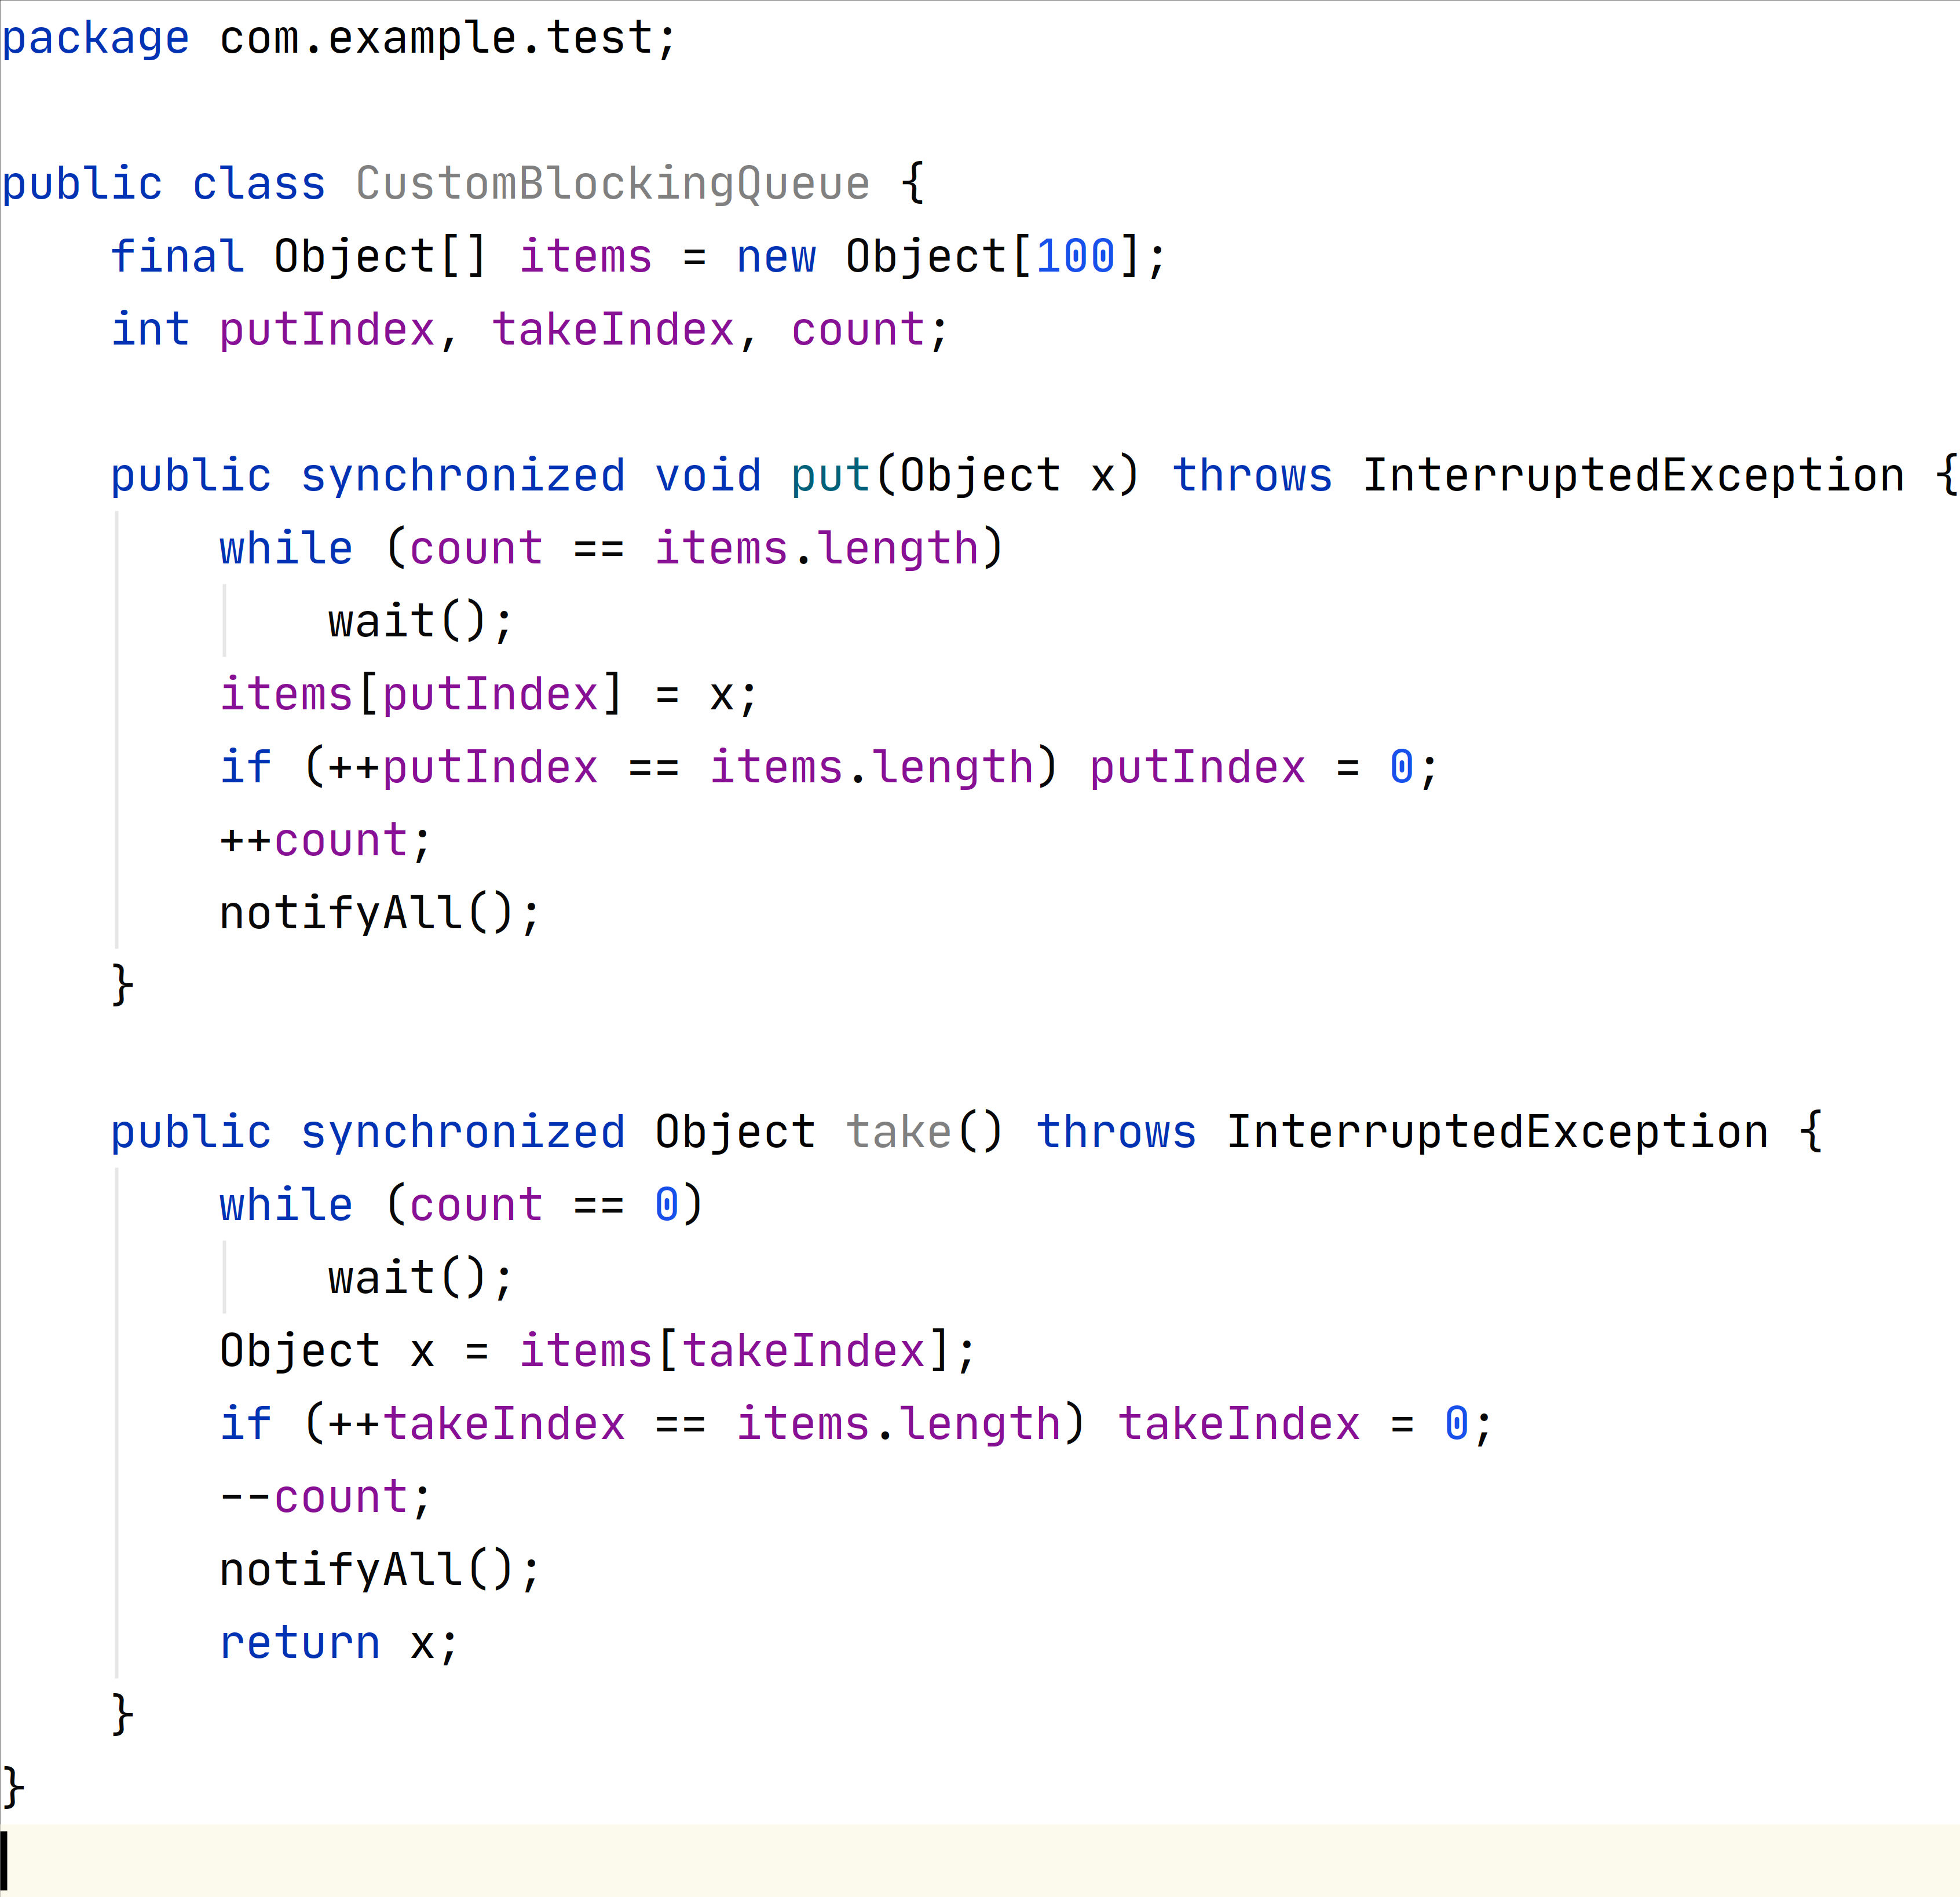 package com.example.test;
public class CustomBlockingQueue {
    final Object[] items = new Object[100];
    int putIndex, takeIndex, count;
    public synchronized void put(Object x) throws InterruptedException {
        while (count == items.length)
            wait();
        items[putIndex] = x;
        if (++putIndex == items.length) putIndex = 0;
        ++count;
        notifyAll();
    }
    public synchronized Object take() throws InterruptedException {
        while (count == 0)
            wait();
        Object x = items[takeIndex];
        if (++takeIndex == items.length) takeIndex = 0;
        --count;
        notifyAll();
        return x;
    }
}